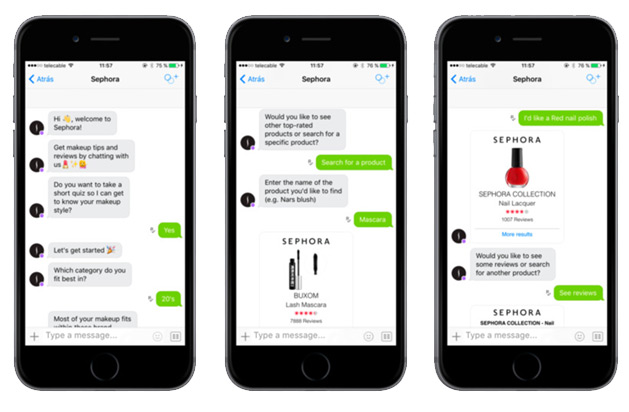 telecable
11:57
75 %
Atrás
Sephora
Hi 👋, welcome to
Sephora!
Get makeup tips and
reviews by chatting with
us💄✨🙆
Do you want to take a
short quiz so I can get
to know your makeup
style?
Yes
Let's get started 🎉
Which category do you
fit best in?
20's
Most of your makeup fits
within these brand
Type a message...
telecable
11:57
76 %
Atrás
Sephora
Would you like to see
other top-rated
products or search for a
specific product?
Search for a product
Enter the name of the
product you'd like to find
(e.g. Nars blush)
Mascara
SEPHORA
BUXOM
Lash Mascara
7688 Reviews
Type a message...
telecable
11:57
76 %
Atrás
Sephora
I'd like a Red nail polish
SEPHORA
SEPHORA COLLECTION
Nail Lacquer
1007 Reviews
More results
Would you like to see
some reviews or search
for another product?
See reviews
SEPHORA
SEPHORA COLLECTION - Nail
Type a message...